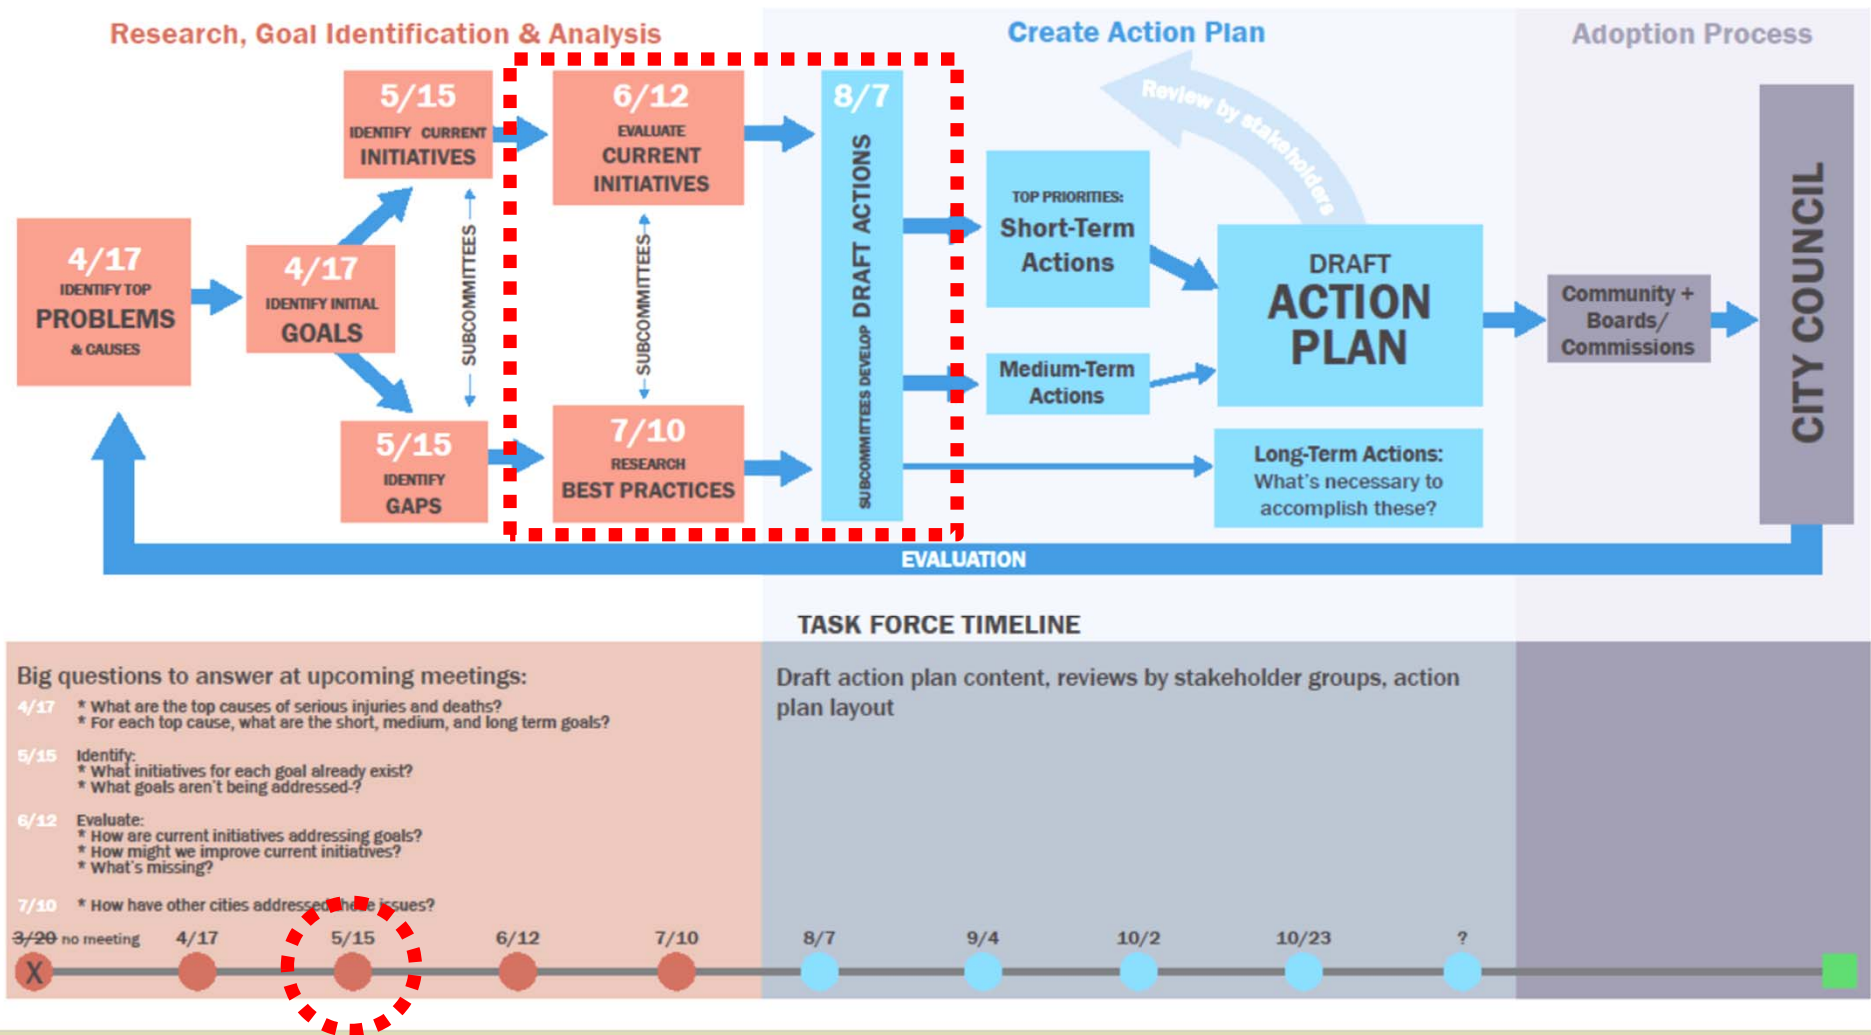 Research, Goal Identification & Analysis
Create Action Plan
Adoption Process
4/17
IDENTIFY TOP
PROBLEMS
& CAUSES
4/17
IDENTIFY INITIAL
GOALS
5/15
IDENTIFY CURRENT
INITIATIVES
SUBCOMMITTEES
5/15
IDENTIFY
GAPS
6/12
EVALUATE
CURRENT
INITIATIVES
SUBCOMMITTEES
7/10
RESEARCH
BEST PRACTICES
8/7
SUBCOMMITTEES DEVELOP DRAFT ACTIONS
TOP PRIORITIES:
Short-Term
Actions
Medium-Term
Actions
Review by stakeholders
DRAFT
ACTION
PLAN
Long-Term Actions:
What's necessary to
accomplish these?
Community +
Boards/
Commissions
CITY COUNCIL
EVALUATION
TASK FORCE TIMELINE
Big questions to answer at upcoming meetings:
4/17 * What are the top causes of serious injuries and deaths?
* For each top cause, what are the short, medium, and long term goals?
5/15 Identify:
* What initiatives for each goal already exist?
* What goals aren't being addressed-?
6/12 Evaluate:
* How are current initiatives addressing goals?
* How might we improve current initiatives?
* What's missing?
7/10 * How have other cities addressed these issues?
Draft action plan content, reviews by stakeholder groups, action
plan layout
3/20 no meeting 4/17 5/15 6/12 7/10 8/7 9/4 10/2 10/23 ?
X